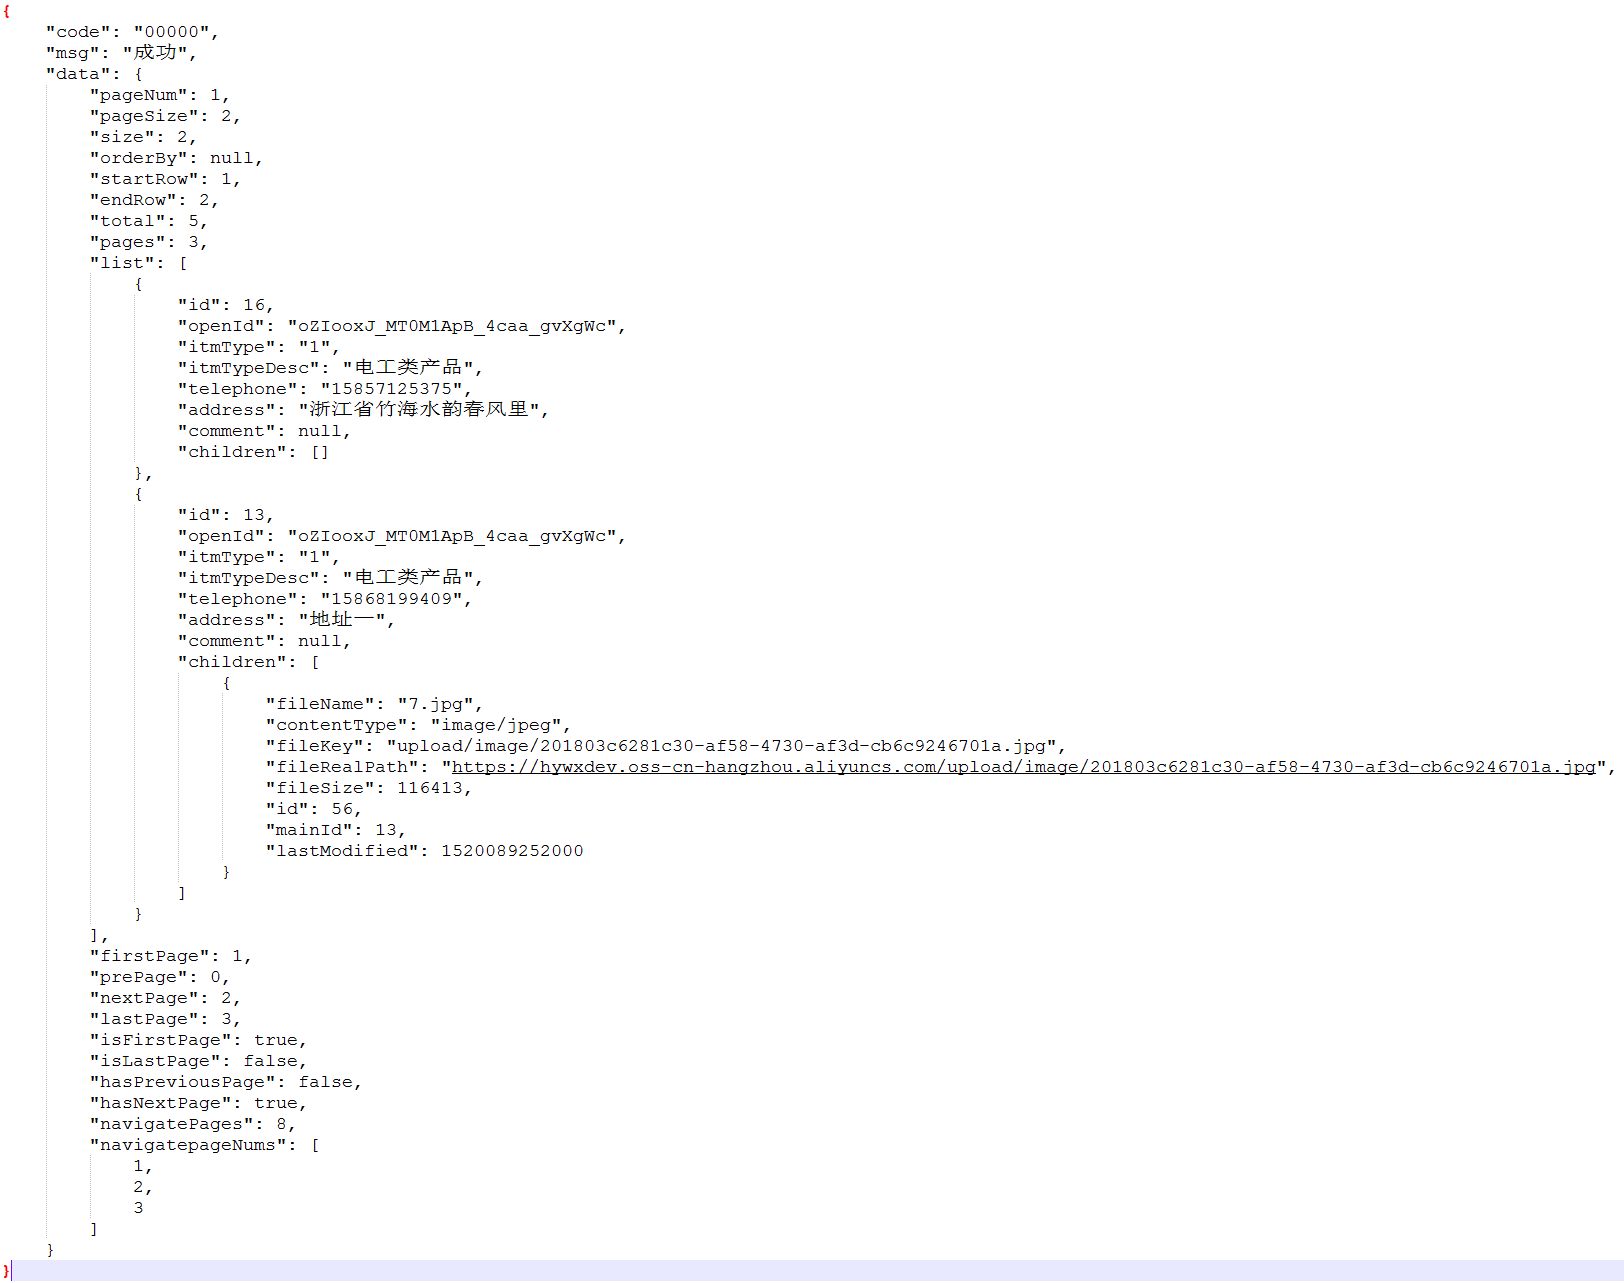 {
    "code": "00000",
    "msg": "成功",
    "data": {
        "pageNum": 1,
        "pageSize": 2,
        "size": 2,
        "orderBy": null,
        "startRow": 1,
        "endRow": 2,
        "total": 5,
        "pages": 3,
        "list": [
            {
                "id": 16,
                "openId": "oZIooxJ_MT0M1ApB_4caa_gvXgWc",
                "itmType": "1",
                "itmTypeDesc": "电工类产品",
                "telephone": "15857125375",
                "address": "浙江省竹海水韵春风里",
                "comment": null,
                "children": []
            },
            {
                "id": 13,
                "openId": "oZIooxJ_MT0M1ApB_4caa_gvXgWc",
                "itmType": "1",
                "itmTypeDesc": "电工类产品",
                "telephone": "15868199409",
                "address": "地址一",
                "comment": null,
                "children": [
                    {
                        "fileName": "7.jpg",
                        "contentType": "image/jpeg",
                        "fileKey": "upload/image/201803c6281c30-af58-4730-af3d-cb6c9246701a.jpg",
                        "fileRealPath": "https://hywxdev.oss-cn-hangzhou.aliyuncs.com/upload/image/201803c6281c30-af58-4730-af3d-cb6c9246701a.jpg",
                        "fileSize": 116413,
                        "id": 56,
                        "mainId": 13,
                        "lastModified": 1520089252000
                    }
                ]
            }
        ],
        "firstPage": 1,
        "prePage": 0,
        "nextPage": 2,
        "lastPage": 3,
        "isFirstPage": true,
        "isLastPage": false,
        "hasPreviousPage": false,
        "hasNextPage": true,
        "navigatePages": 8,
        "navigatepageNums": [
            1,
            2,
            3
        ]
    }
}